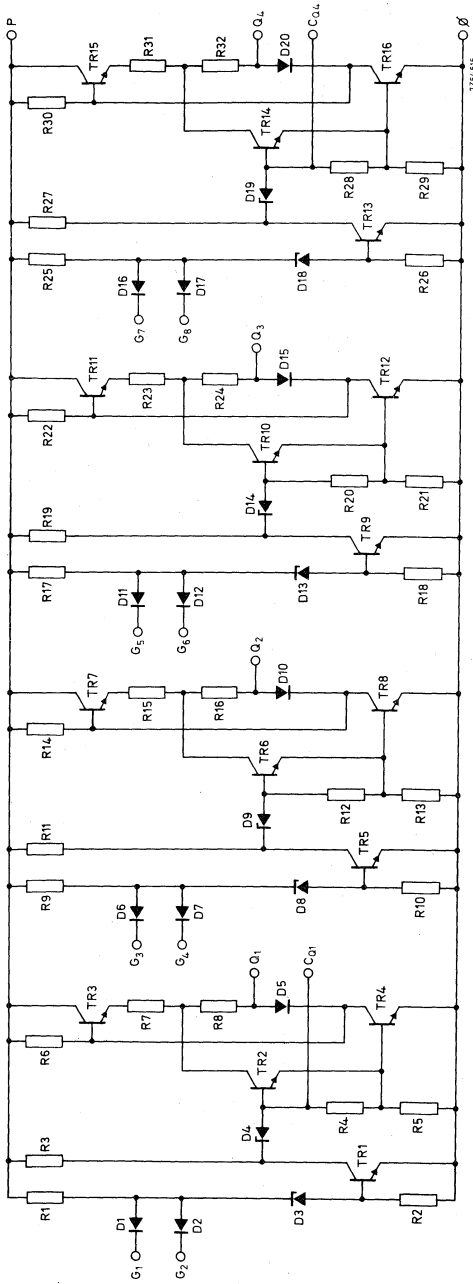 P
R1
R3
R6
TR3
R9
R11
R14
TR7
R17
R19
R22
TR11
R25
R27
R30
TR15
G1
D1
R7
G3
D6
R15
G5
D11
R23
G7
D16
R31
G2
D2
R8
G4
D7
R16
G6
D12
R24
G8
D17
R32
D4
TR2
Q1
D9
TR6
Q2
D14
TR10
Q3
D19
TR14
Q4
D3
D5
CQ1
D8
D10
D13
D15
D18
D20
CQ4
TR1
R4
TR4
TR5
R12
TR8
TR9
R20
TR12
TR13
R28
TR16
R2
R5
R10
R13
R18
R21
R26
R29
Ø